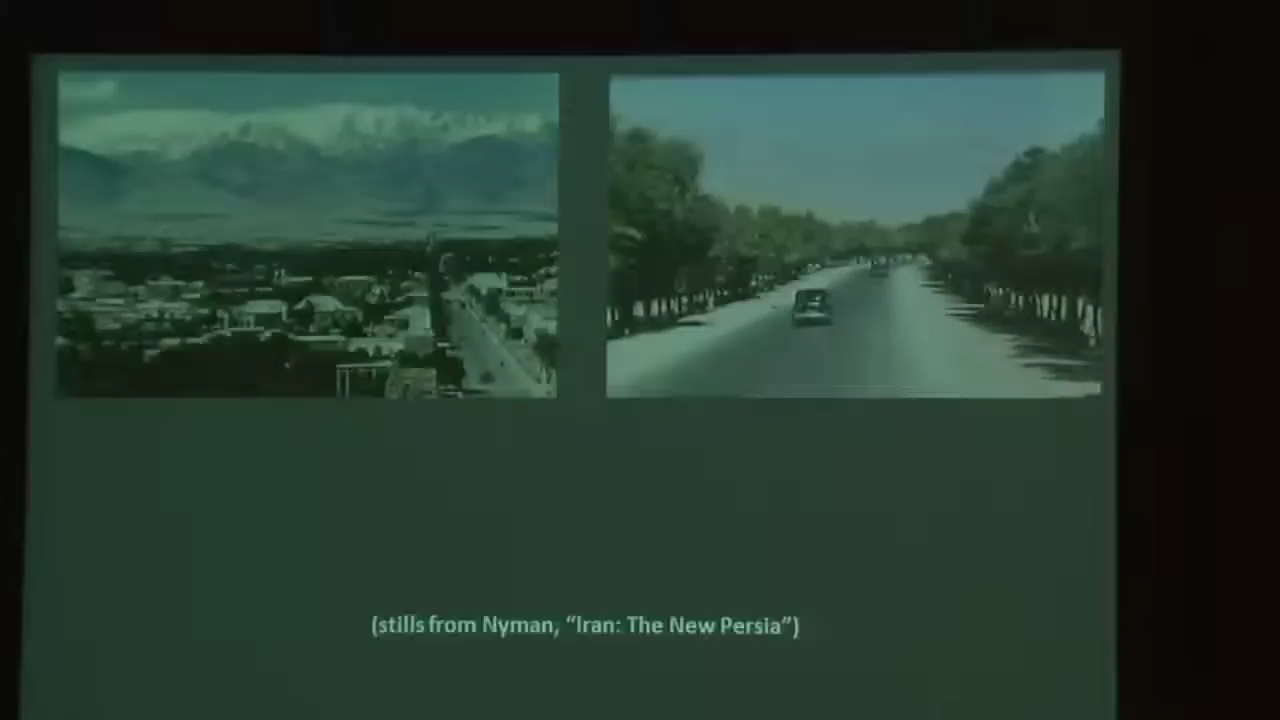 (stills from Nyman, “Iran: The New Persia”)